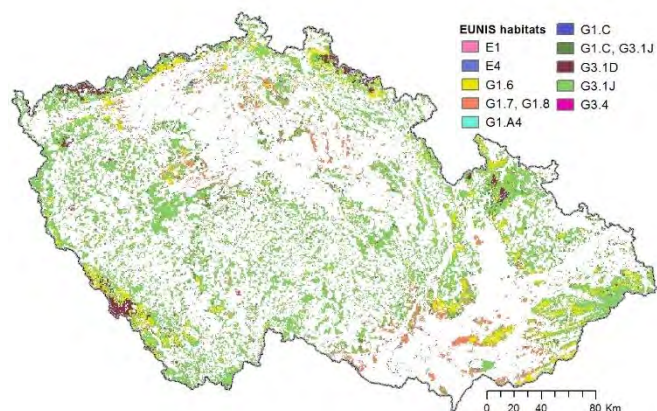 EUNIS habitats
E1
E4
G1.6
G1.7, G1.8
G1.A4
G1.C
G1.C, G3.1J
G3.1D
G3.1J
G3.4
0 20 40 80 Km